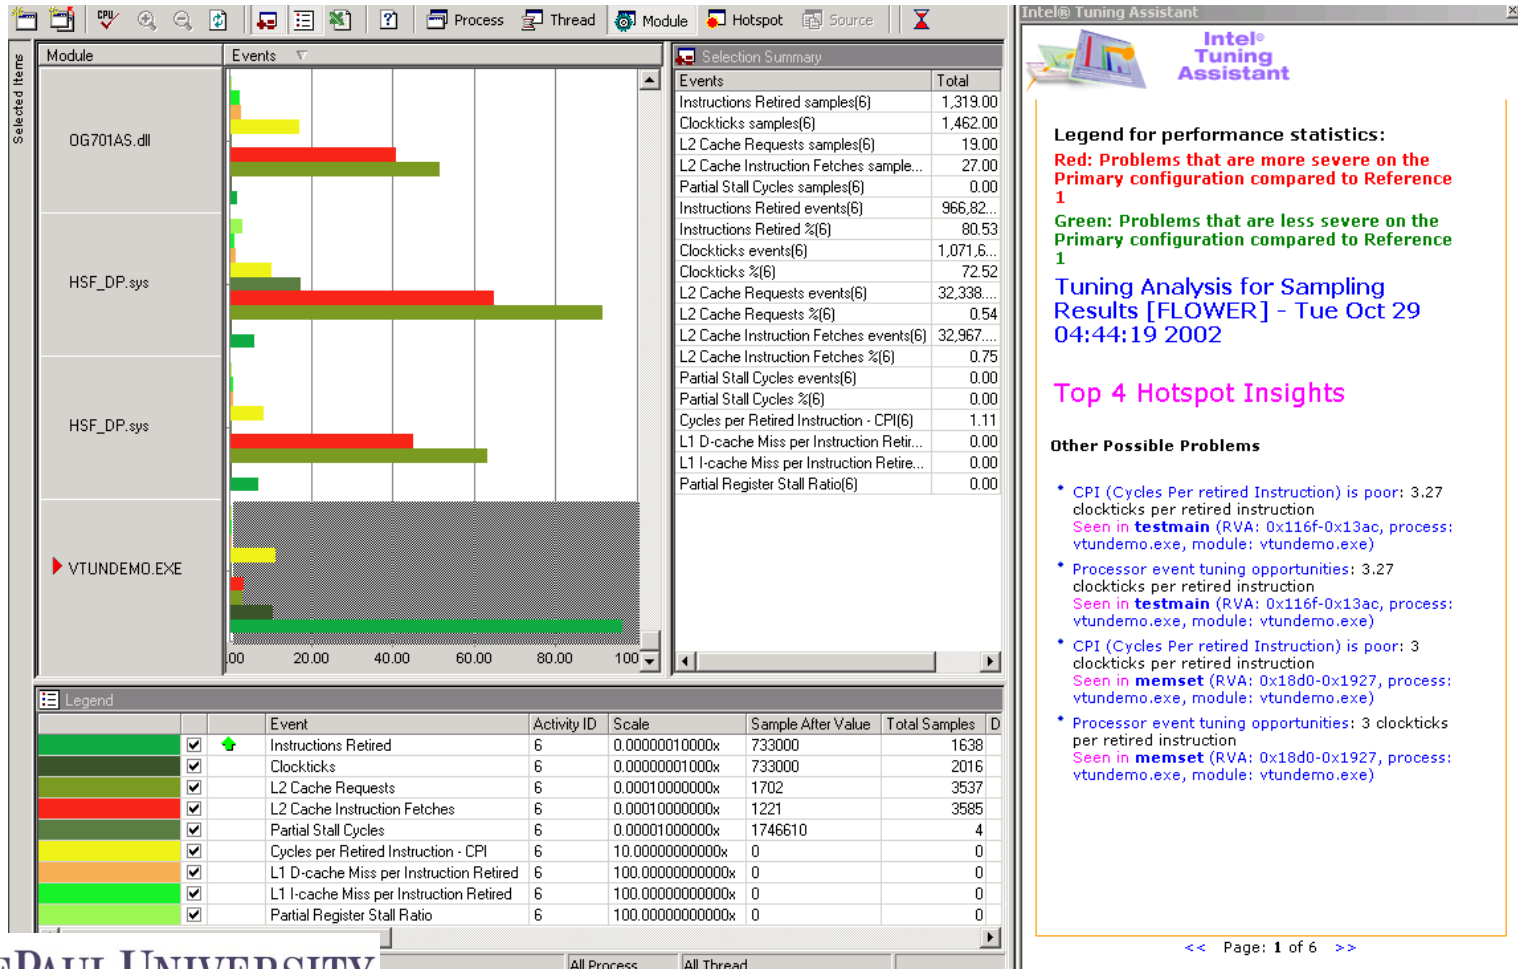 CPU
Process
Thread
Module
Hotspot
Source
Selected Items
Module
Events
OG701AS.dll
HSF_DP.sys
HSF_DP.sys
VTUNDEMO.EXE
.00 20.00 40.00 60.00 80.00 100
Selection Summary
Events Total
Instructions Retired samples(6) 1,319.00
Clockticks samples(6) 1,462.00
L2 Cache Requests samples(6) 19.00
L2 Cache Instruction Fetches sample... 27.00
Partial Stall Cycles samples(6) 0.00
Instructions Retired events(6) 966,82...
Instructions Retired %(6) 80.53
Clockticks events(6) 1,071,6...
Clockticks %(6) 72.52
L2 Cache Requests events(6) 32,338....
L2 Cache Requests %(6) 0.54
L2 Cache Instruction Fetches events(6) 32,967....
L2 Cache Instruction Fetches %(6) 0.75
Partial Stall Cycles events(6) 0.00
Partial Stall Cycles %(6) 0.00
Cycles per Retired Instruction - CPI(6) 1.11
L1 D-cache Miss per Instruction Retir... 0.00
L1 I-cache Miss per Instruction Retire... 0.00
Partial Register Stall Ratio(6) 0.00
Legend
Event Activity ID Scale Sample After Value Total Samples D
Instructions Retired 6 0.00000010000x 733000 1638
Clockticks 6 0.00000001000x 733000 2016
L2 Cache Requests 6 0.00010000000x 1702 3537
L2 Cache Instruction Fetches 6 0.00010000000x 1221 3585
Partial Stall Cycles 6 0.00001000000x 1746610 4
Cycles per Retired Instruction - CPI 6 10.00000000000x 0 0
L1 D-cache Miss per Instruction Retired 6 100.00000000000x 0 0
L1 I-cache Miss per Instruction Retired 6 100.00000000000x 0 0
Partial Register Stall Ratio 6 100.00000000000x 0 0
All Process All Thread
Intel® Tuning Assistant
Intel®
Tuning
Assistant
Legend for performance statistics:
Red: Problems that are more severe on the
Primary configuration compared to Reference
1
Green: Problems that are less severe on the
Primary configuration compared to Reference
1
Tuning Analysis for Sampling
Results [FLOWER] - Tue Oct 29
04:44:19 2002
Top 4 Hotspot Insights
Other Possible Problems
* CPI (Cycles Per retired Instruction) is poor: 3.27
clockticks per retired instruction
Seen in testmain (RVA: 0x116f-0x13ac, process:
vtundemo.exe, module: vtundemo.exe)
* Processor event tuning opportunities: 3.27
clockticks per retired instruction
Seen in testmain (RVA: 0x116f-0x13ac, process:
vtundemo.exe, module: vtundemo.exe)
* CPI (Cycles Per retired Instruction) is poor: 3
clockticks per retired instruction
Seen in memset (RVA: 0x18d0-0x1927, process:
vtundemo.exe, module: vtundemo.exe)
* Processor event tuning opportunities: 3 clockticks
per retired instruction
Seen in memset (RVA: 0x18d0-0x1927, process:
vtundemo.exe, module: vtundemo.exe)
<< Page: 1 of 6 >>